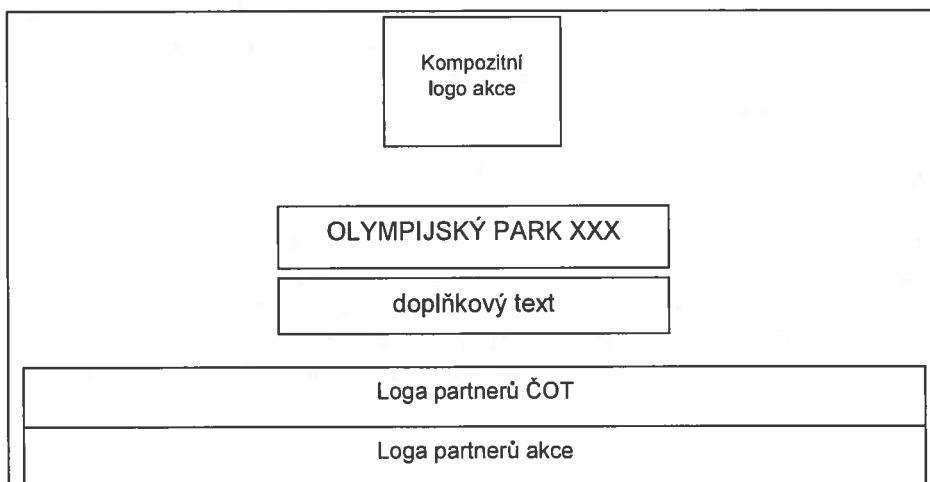 Kompozitní
logo akce
OLYMPIJSKÝ PARK XXX
doplňkový text
Loga partnerů ČOT
Loga partnerů akce